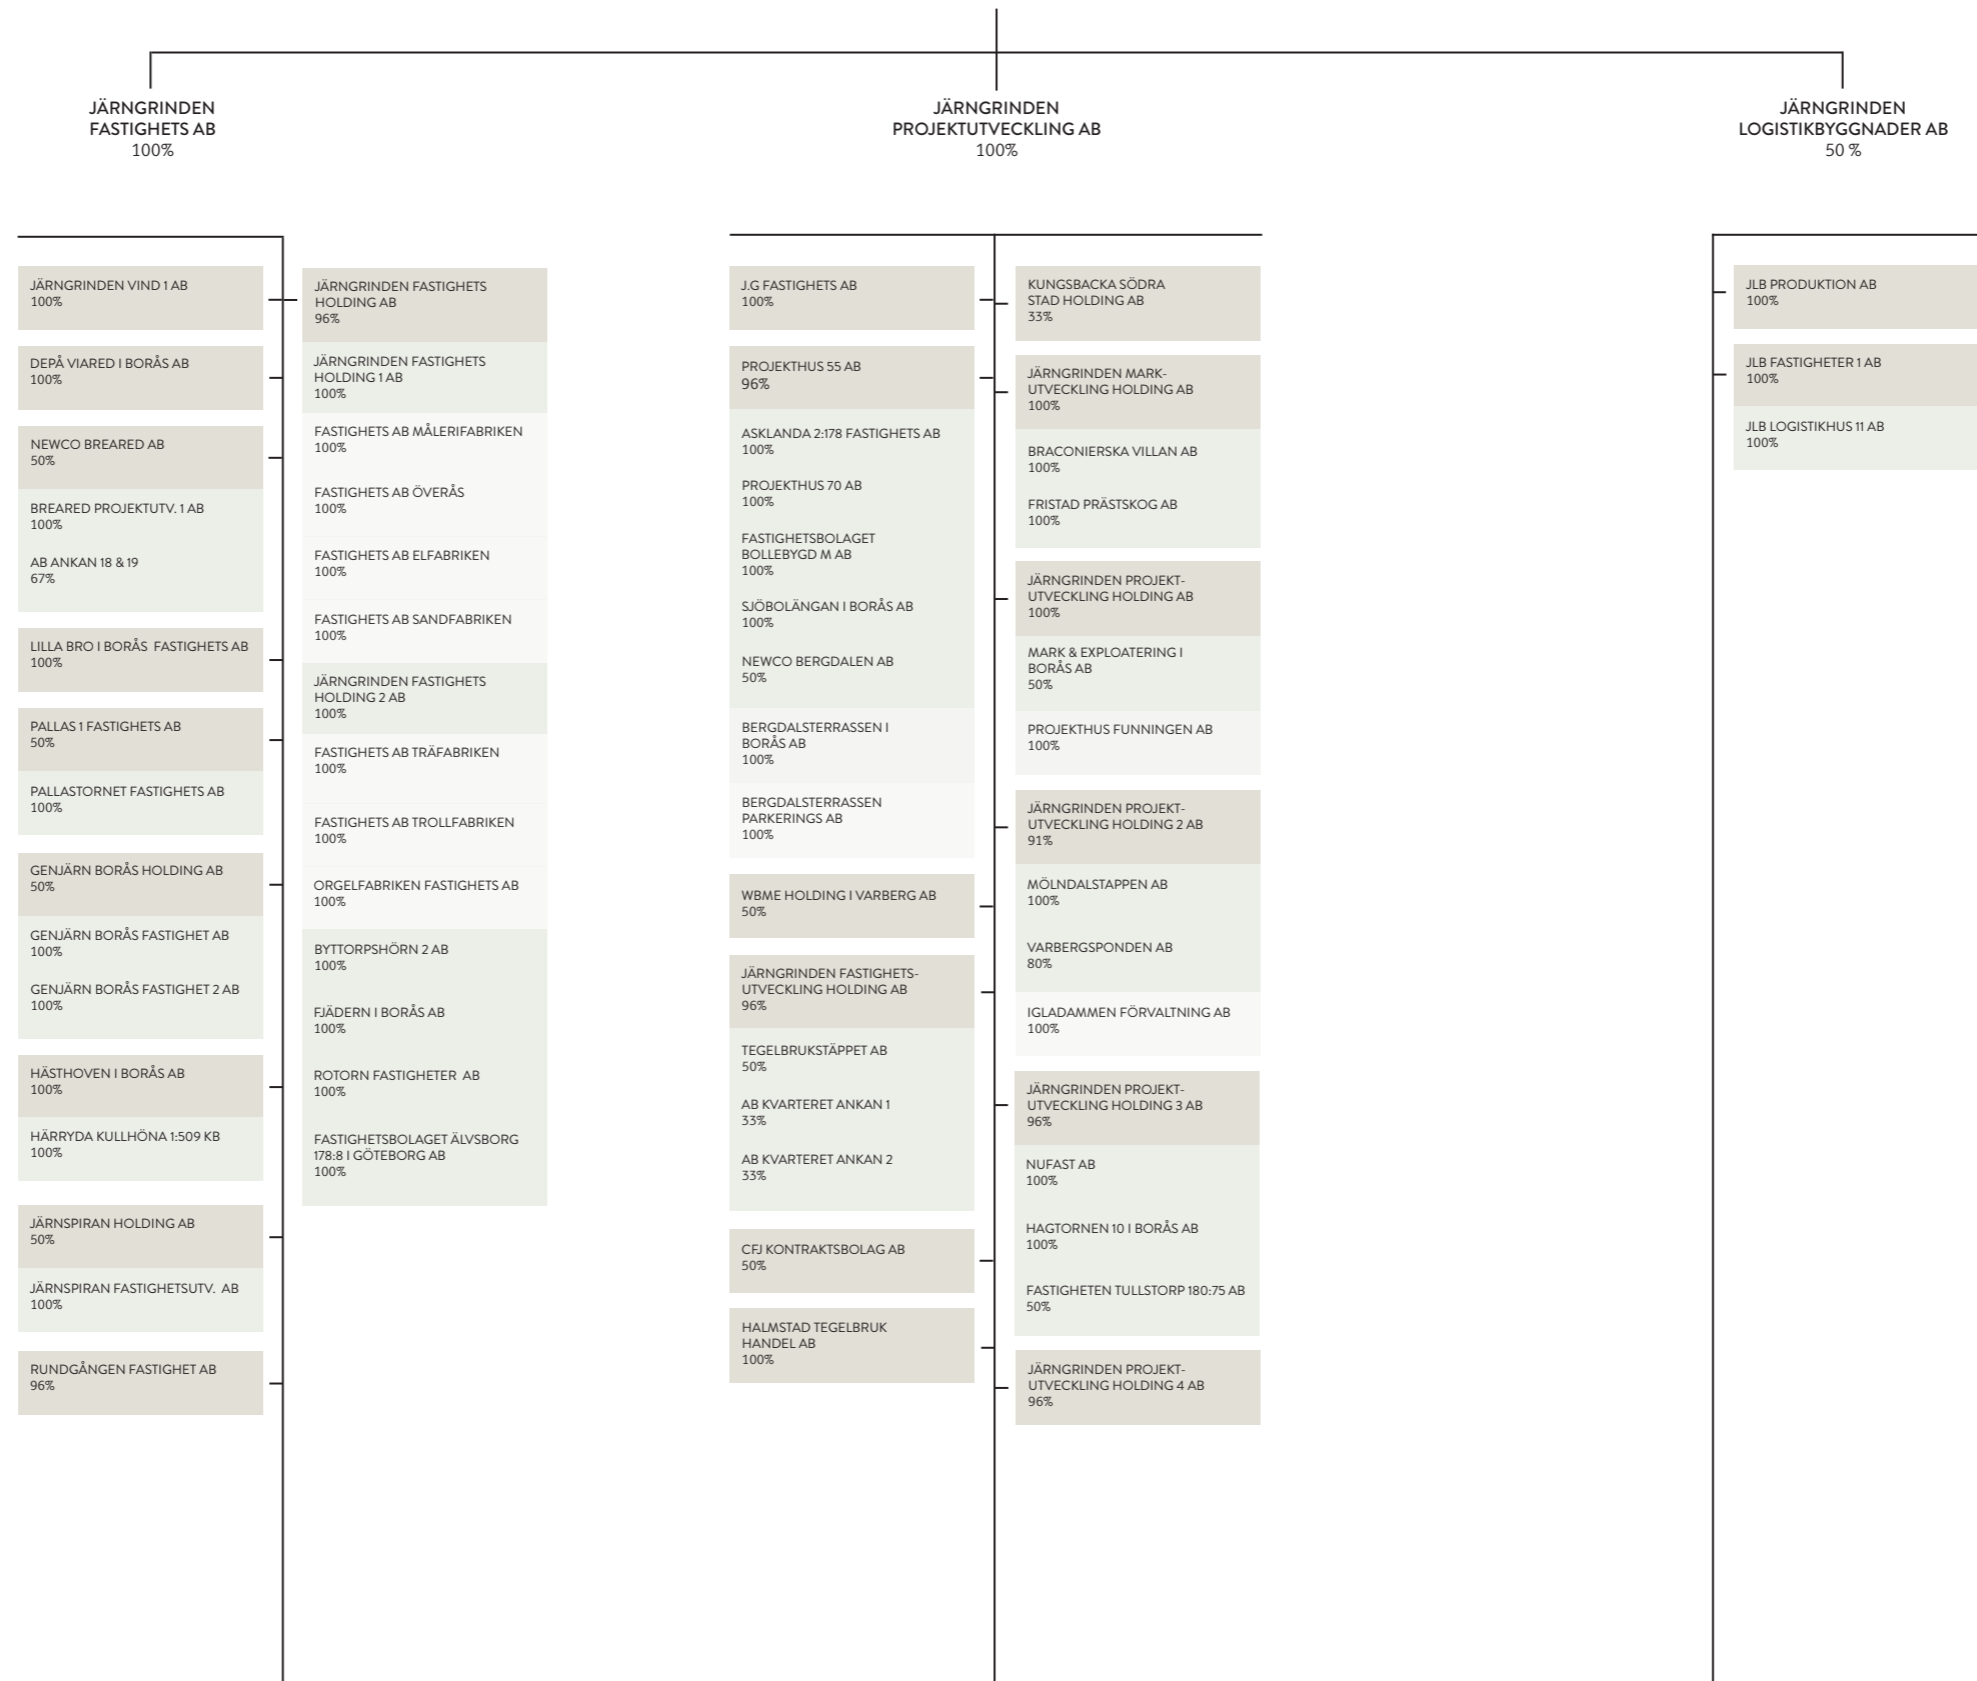 JÄRNGRINDEN
FASTIGHETS AB
100%
JÄRNGRINDEN
PROJEKTUTVECKLING AB
100%
JÄRNGRINDEN
LOGISTIKBYGGNADER AB
50 %
JÄRNGRINDEN VIND 1 AB
100%
DEPÅ VIARED I BORÅS AB
100%
NEWCO BREARED AB
50%
BREARED PROJEKTUTV. 1 AB
100%
AB ANKAN 18 & 19
67%
LILLA BRO I BORÅS FASTIGHETS AB
100%
PALLAS 1 FASTIGHETS AB
50%
PALLASTORNET FASTIGHETS AB
100%
GENJÄRN BORÅS HOLDING AB
50%
GENJÄRN BORÅS FASTIGHET AB
100%
GENJÄRN BORÅS FASTIGHET 2 AB
100%
HÄSTHOVEN I BORÅS AB
100%
HÄRRYDA KULLHÖNA 1:509 KB
100%
JÄRNSPIRAN HOLDING AB
50%
JÄRNSPIRAN FASTIGHETSUTV. AB
100%
RUNDGÅNGEN FASTIGHET AB
96%
JÄRNGRINDEN FASTIGHETS
HOLDING AB
96%
JÄRNGRINDEN FASTIGHETS
HOLDING 1 AB
100%
FASTIGHETS AB MÅLERIFABRIKEN
100%
FASTIGHETS AB ÖVERÅS
100%
FASTIGHETS AB ELFABRIKEN
100%
FASTIGHETS AB SANDFABRIKEN
100%
JÄRNGRINDEN FASTIGHETS
HOLDING 2 AB
100%
FASTIGHETS AB TRÄFABRIKEN
100%
FASTIGHETS AB TROLLFABRIKEN
100%
ORGELFABRIKEN FASTIGHETS AB
100%
BYTTORPSHÖRN 2 AB
100%
FJÄDERN I BORÅS AB
100%
ROTORN FASTIGHETER AB
100%
FASTIGHETSBOLAGET ÄLVSBORG
178:8 I GÖTEBORG AB
100%
J.G FASTIGHETS AB
100%
PROJEKTHUS 55 AB
96%
ASKLANDA 2:178 FASTIGHETS AB
100%
PROJEKTHUS 70 AB
100%
FASTIGHETSBOLAGET
BOLLEBYGD M AB
100%
SJÖBOLÄNGAN I BORÅS AB
100%
NEWCO BERGDALEN AB
50%
BERGDALSTERRASSEN I
BORÅS AB
100%
BERGDALSTERRASSEN
PARKERINGS AB
100%
WBME HOLDING I VARBERG AB
50%
JÄRNGRINDEN FASTIGHETS-
UTVECKLING HOLDING AB
96%
TEGELBRUKSTÄPPET AB
50%
AB KVARTERET ANKAN 1
33%
AB KVARTERET ANKAN 2
33%
CFJ KONTRAKTSBOLAG AB
50%
HALMSTAD TEGELBRUK
HANDEL AB
100%
KUNGSBACKA SÖDRA
STAD HOLDING AB
33%
JÄRNGRINDEN MARK-
UTVECKLING HOLDING AB
100%
BRACONIERSKA VILLAN AB
100%
FRISTAD PRÄSTSKOG AB
100%
JÄRNGRINDEN PROJEKT-
UTVECKLING HOLDING AB
100%
MARK & EXPLOATERING I
BORÅS AB
50%
PROJEKTHUS FUNNINGEN AB
100%
JÄRNGRINDEN PROJEKT-
UTVECKLING HOLDING 2 AB
91%
MÖLNDALSTAPPEN AB
100%
VARBERGSPONDEN AB
80%
IGLADAMMEN FÖRVALTNING AB
100%
JÄRNGRINDEN PROJEKT-
UTVECKLING HOLDING 3 AB
96%
NUFAST AB
100%
HAGTORNEN 10 I BORÅS AB
100%
FASTIGHETEN TULLSTORP 180:75 AB
50%
JÄRNGRINDEN PROJEKT-
UTVECKLING HOLDING 4 AB
96%
JLB PRODUKTION AB
100%
JLB FASTIGHETER 1 AB
100%
JLB LOGISTIKHUS 11 AB
100%